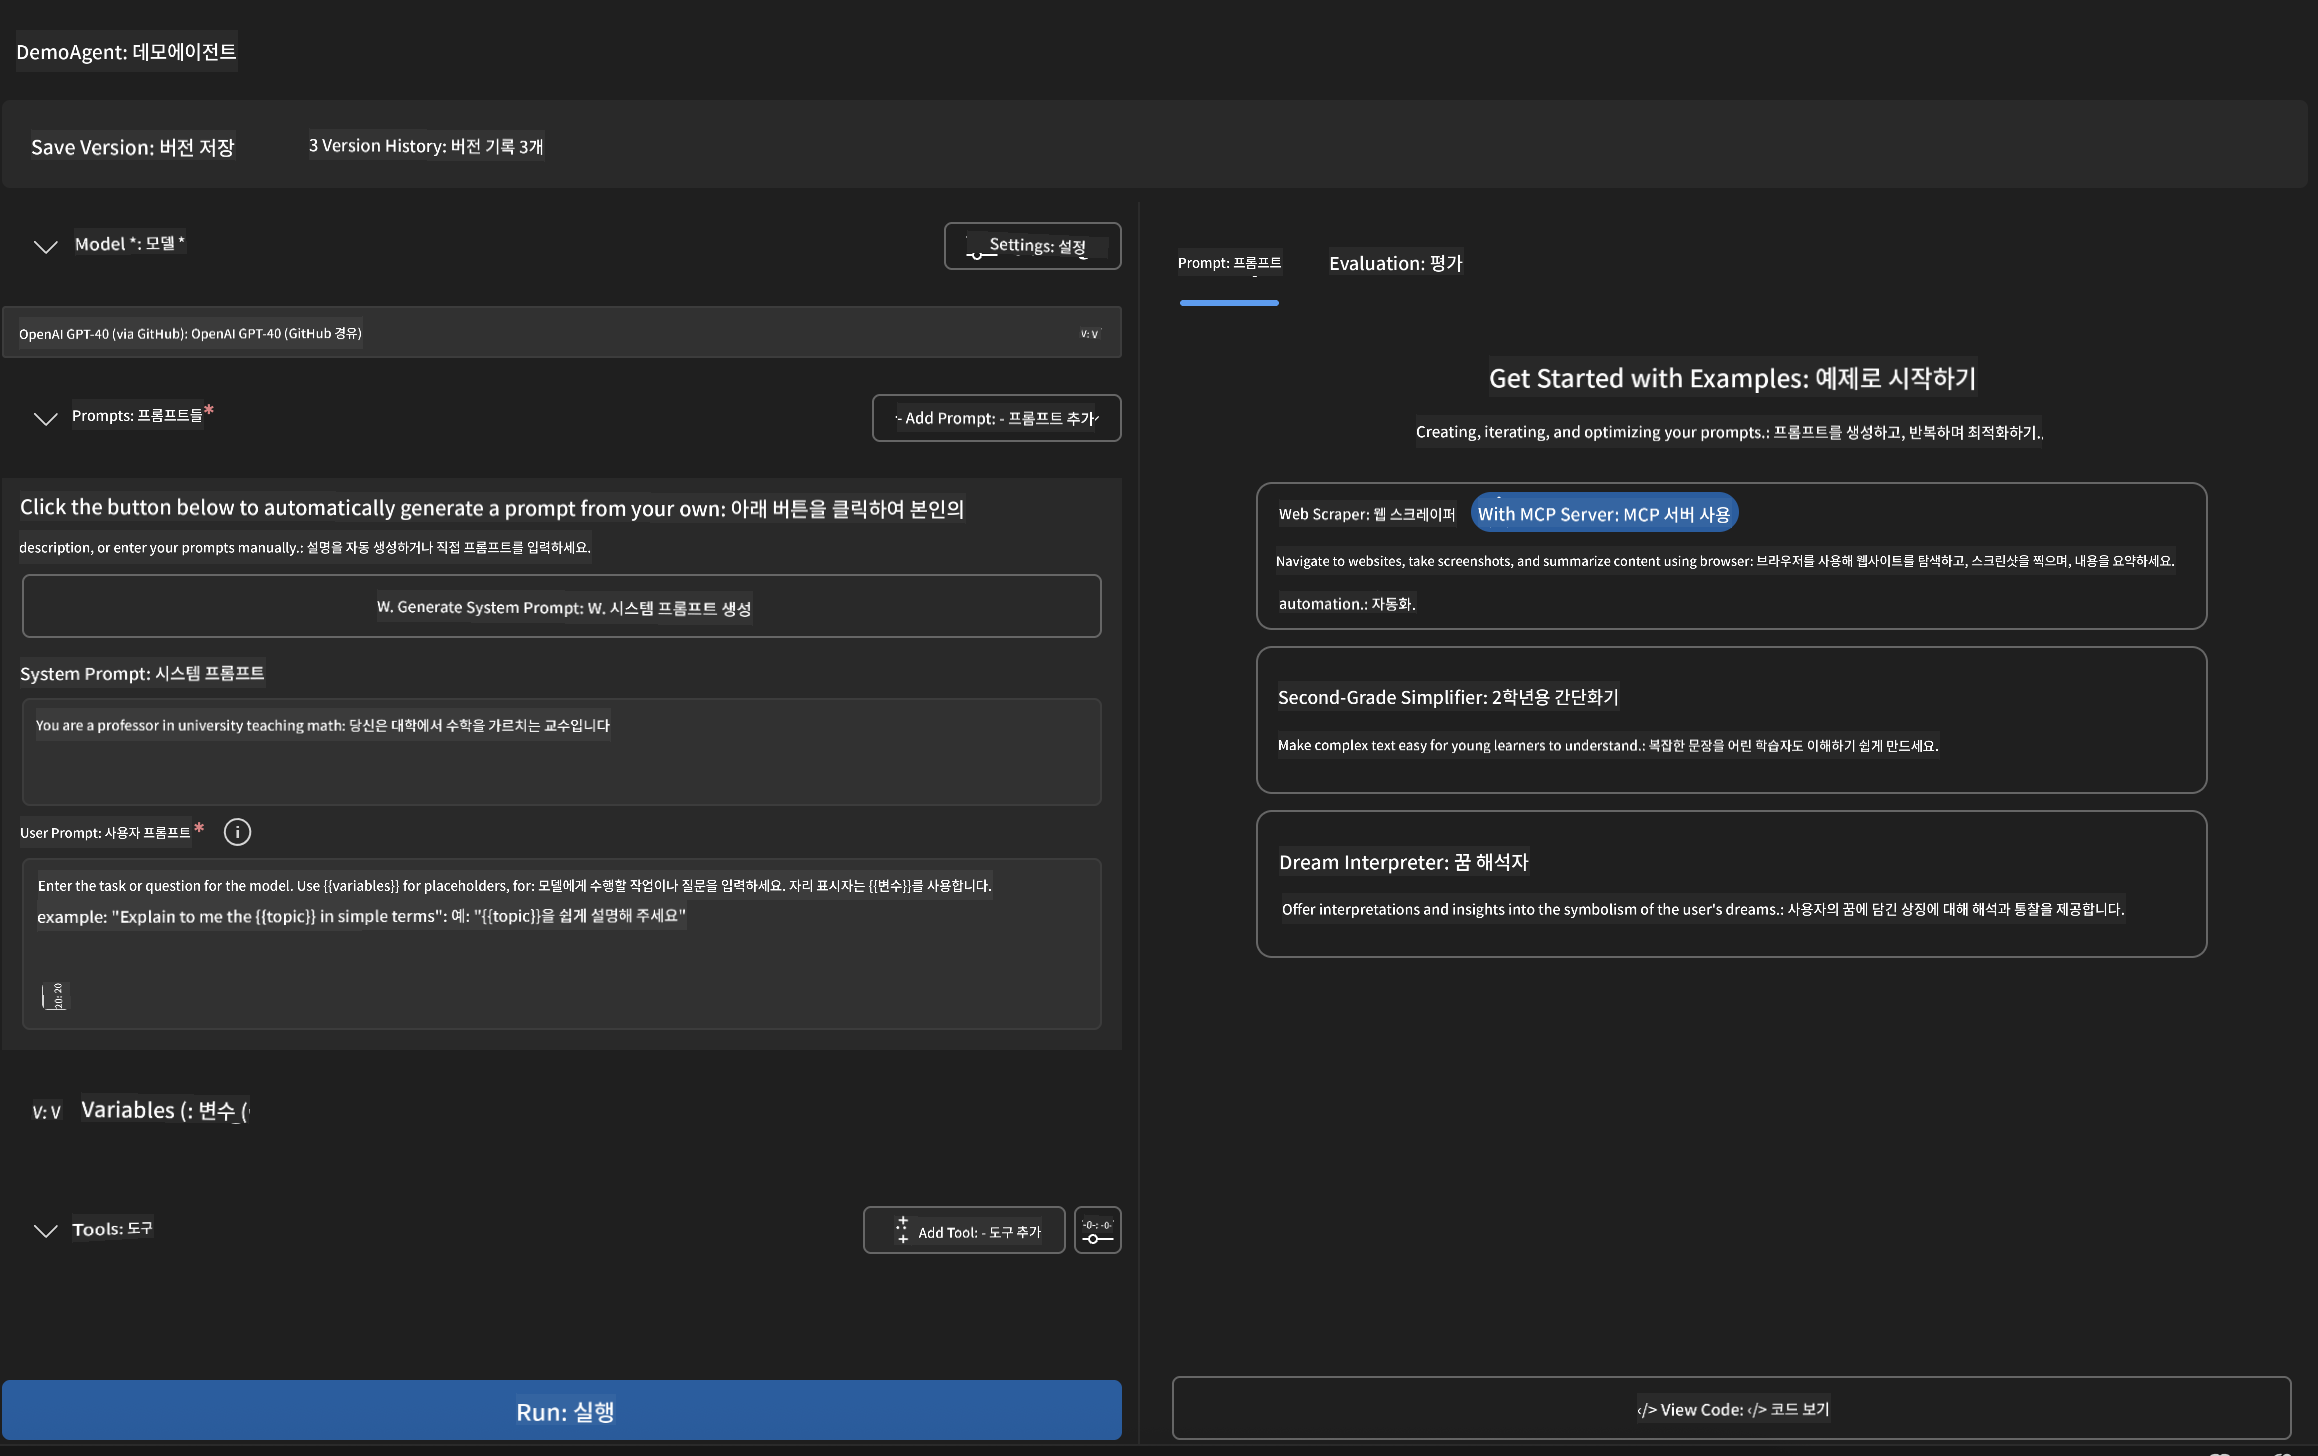 DemoAgent: 데모에이전트
Save Version: 버전 저장
3 Version History: 버전 기록 3개
Model *: 모델 *
Settings: 설정
OpenAI GPT-40 (via GitHub): OpenAI GPT-40 (GitHub 경유)
V: V
Prompts: 프롬프트들*
- Add Prompt: - 프롬프트 추가
Click the button below to automatically generate a prompt from your own: 아래 버튼을 클릭하여 본인의
description, or enter your prompts manually.: 설명을 자동 생성하거나 직접 프롬프트를 입력하세요.
W. Generate System Prompt: W. 시스템 프롬프트 생성
System Prompt: 시스템 프롬프트
You are a professor in university teaching math: 당신은 대학에서 수학을 가르치는 교수입니다
User Prompt: 사용자 프롬프트*
Enter the task or question for the model. Use {{variables}} for placeholders, for: 모델에게 수행할 작업이나 질문을 입력하세요. 자리 표시자는 {{변수}}를 사용합니다.
example: "Explain to me the {{topic}} in simple terms": 예: "{{topic}}을 쉽게 설명해 주세요"
20: 20
V: V
Variables (: 변수 (
Tools: 도구
Add Tool: - 도구 추가
-0-: -0-
Run: 실행
Prompt: 프롬프트
Evaluation: 평가
Get Started with Examples: 예제로 시작하기
Creating, iterating, and optimizing your prompts.: 프롬프트를 생성하고, 반복하며 최적화하기.
Web Scraper: 웹 스크레이퍼
With MCP Server: MCP 서버 사용
Navigate to websites, take screenshots, and summarize content using browser: 브라우저를 사용해 웹사이트를 탐색하고, 스크린샷을 찍으며, 내용을 요약하세요.
automation.: 자동화.
Second-Grade Simplifier: 2학년용 간단화기
Make complex text easy for young learners to understand.: 복잡한 문장을 어린 학습자도 이해하기 쉽게 만드세요.
Dream Interpreter: 꿈 해석자
Offer interpretations and insights into the symbolism of the user's dreams.: 사용자의 꿈에 담긴 상징에 대해 해석과 통찰을 제공합니다.
</> View Code: </> 코드 보기